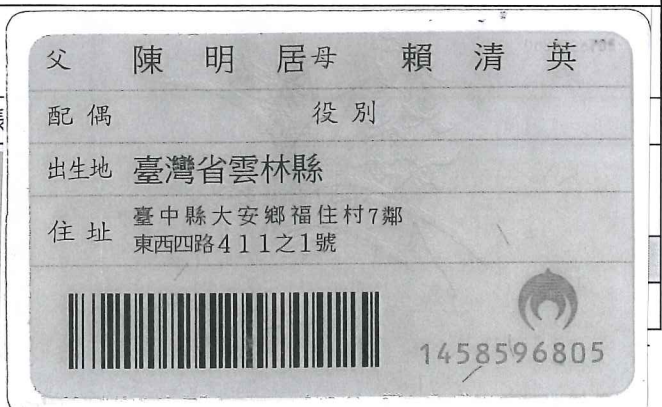 父 陳明居 母 賴清英
配偶 役別
出生地 臺灣省雲林縣
住址 臺中縣大安鄉福住村7鄰
東西四路411之1號
1458596805